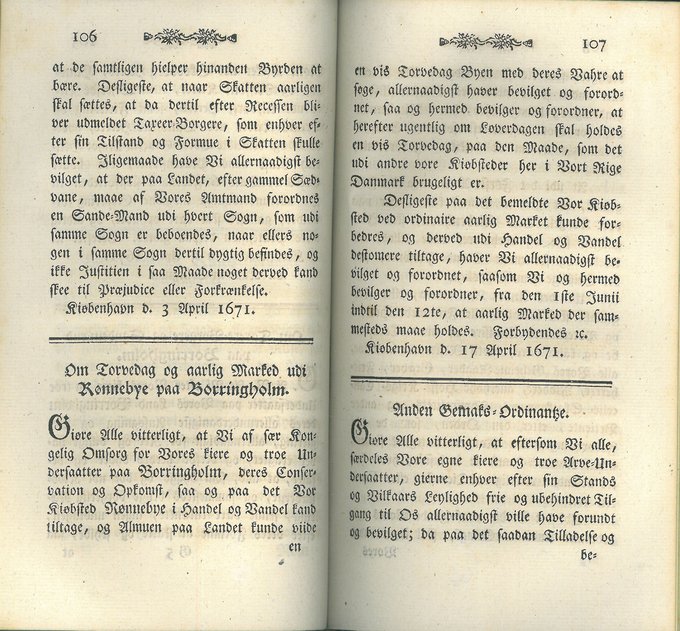 106
at de samtligen hielper hinanden Byrden at
bære. Desligeste, at naar Skatten aarligen
skal sættes, at da dertil efter Recessen bli-
ver udmeldet Taxeer-Borgere, som enhver ef-
ter sin Tilstand og Formue i Skatten skulle
sætte. Iligemaade have Vi allernaadigst be-
vilget, at der paa Landet, efter gammel Sæd-
vane, maae af Vores Amtmand forordnes
en Sande-Mand udi hvert Sogn, som udi
samme Sogn er beboendes, naar ellers no-
gen i samme Sogn dertil dygtig befindes, og
ikke Justitien i saa Maade noget derved kand
skee til Præjudice eller Forkrænkelse.
Kiøbenhavn d. 3 April 1671.
Om Torvedag og aarlig Marked udi
Rønnebye paa Borringholm.
Giøre Alle vitterligt, at Vi af sær Kon-
gelig Omsorg for Vores kiere og troe Un-
dersaatter paa Borringholm, deres Conser-
vation og Opkomst, saa og paa det Vor
Kiøbsted Rønnebye i Handel og Vandel kand
tiltage, og Almuen paa Landet kunde viide
en
107
en vis Torvedag Byen med deres Vahre at
søge, allernaadigst haver bevilget og forord-
net, saa og hermed bevilger og forordner, at
herefter ugentlig om Løverdagen skal holdes
en vis Torvedag, paa den Maade, som det
udi andre vore Kiøbsteder her i Vort Rige
Danmark brugeligt er.
Desligeste paa det bemeldte Vor Kiøb-
sted ved ordinaire aarlig Market kunde for-
bedres, og derved udi Handel og Vandel
destomere tiltage, haver Vi allernaadigst be-
vilget og forordnet, saasom Vi og hermed
bevilger og forordner, fra den 1ste Junii
indtil den 12te, at aarlig Marked der sam-
mesteds maae holdes. Forbydendes ꝛc.
Kiøbenhavn d. 17 April 1671.
Anden Gemaks-Ordinantze.
Giøre Alle vitterligt, at eftersom Vi alle,
særdeles Vore egne kiere og troe Arve-Un-
dersaatter, gierne enhver efter sin Stands
og Vilkaars Leylighed frie og ubehindret Til-
gang til Os allernaadigst ville have forundt
og bevilget; da paa det saadan Tilladelse og
be-